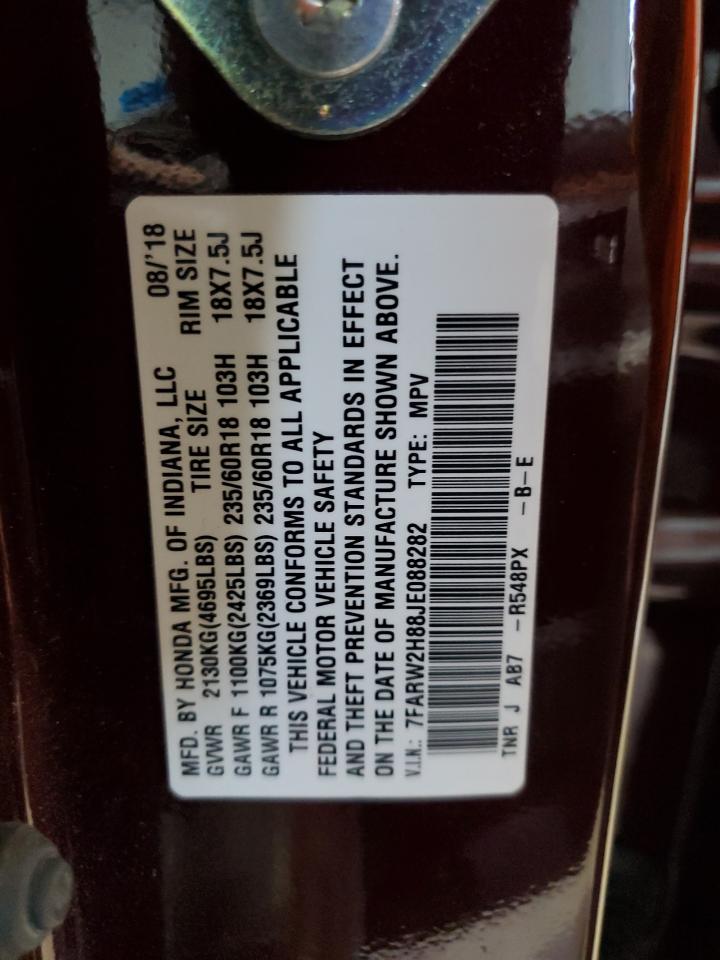 MFD. BY HONDA MFG. OF INDIANA, LLC 08/'18
TIRE SIZE RIM SIZE
GVWR 2130KG(4695LBS)
GAWR F 1100KG(2425LBS) 235/60R18 103H 18X7.5J
GAWR R 1075KG(2369LBS) 235/60R18 103H 18X7.5J
THIS VEHICLE CONFORMS TO ALL APPLICABLE
FEDERAL MOTOR VEHICLE SAFETY
AND THEFT PREVENTION STANDARDS IN EFFECT
ON THE DATE OF MANUFACTURE SHOWN ABOVE.
V.I.N.: 7FARW2H88JE088282 TYPE: MPV
TNR J AB7 -R548PX -B-E